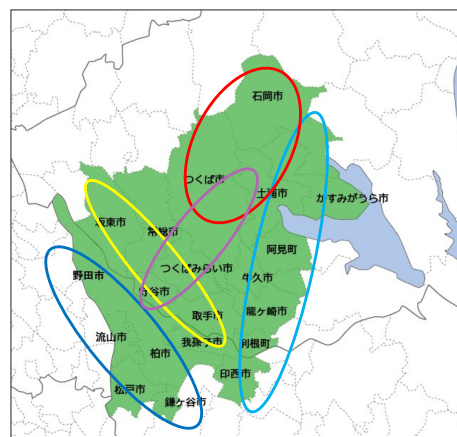 石岡市
つくば市
土浦市
かすみがうら市
坂東市
常総市
阿見町
つくばみらい市
野田市
牛久市
守谷市
取手市
龍ヶ崎市
流山市
我孫子市
利根町
柏市
印西市
松戸市
鎌ケ谷市